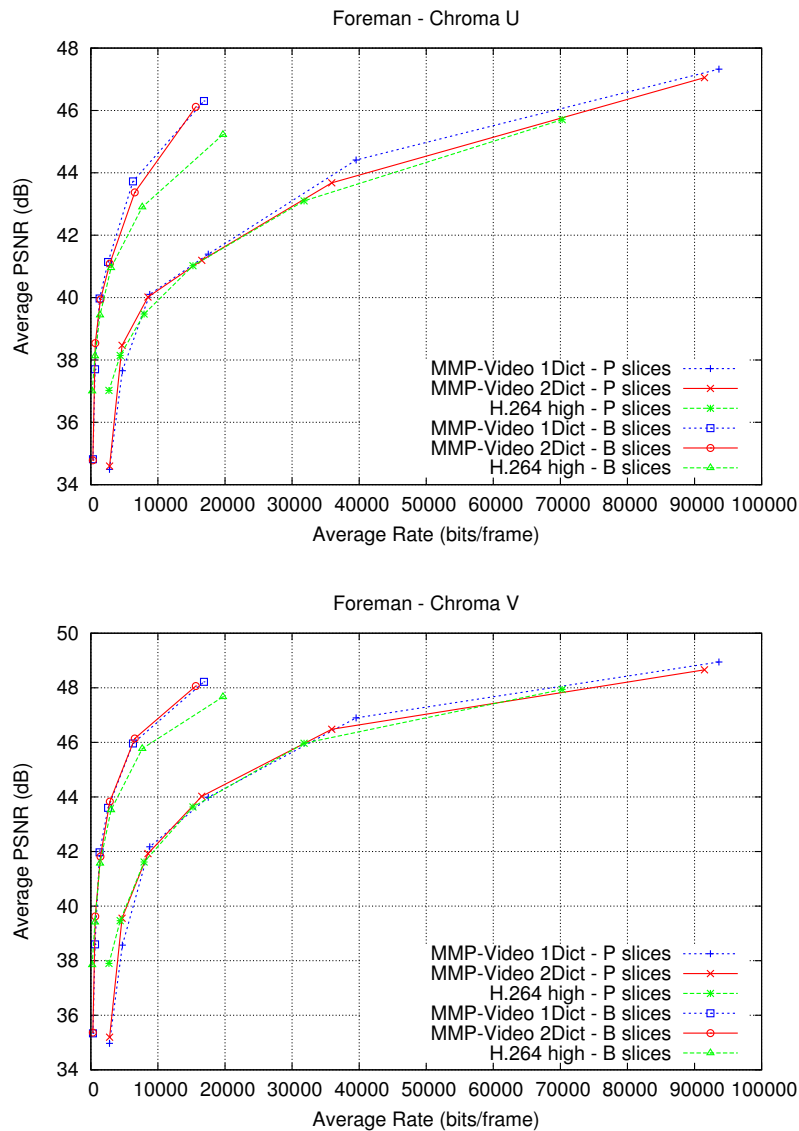 Foreman - Chroma U
48
46
44
42
40
38
36
34
Average PSNR (dB)
MMP-Video 1Dict - P slices
MMP-Video 2Dict - P slices
H.264 high - P slices
MMP-Video 1Dict - B slices
MMP-Video 2Dict - B slices
H.264 high - B slices
0 10000 20000 30000 40000 50000 60000 70000 80000 90000 100000
Average Rate (bits/frame)
Foreman - Chroma V
50
48
46
44
42
40
38
36
34
Average PSNR (dB)
MMP-Video 1Dict - P slices
MMP-Video 2Dict - P slices
H.264 high - P slices
MMP-Video 1Dict - B slices
MMP-Video 2Dict - B slices
H.264 high - B slices
0 10000 20000 30000 40000 50000 60000 70000 80000 90000 100000
Average Rate (bits/frame)